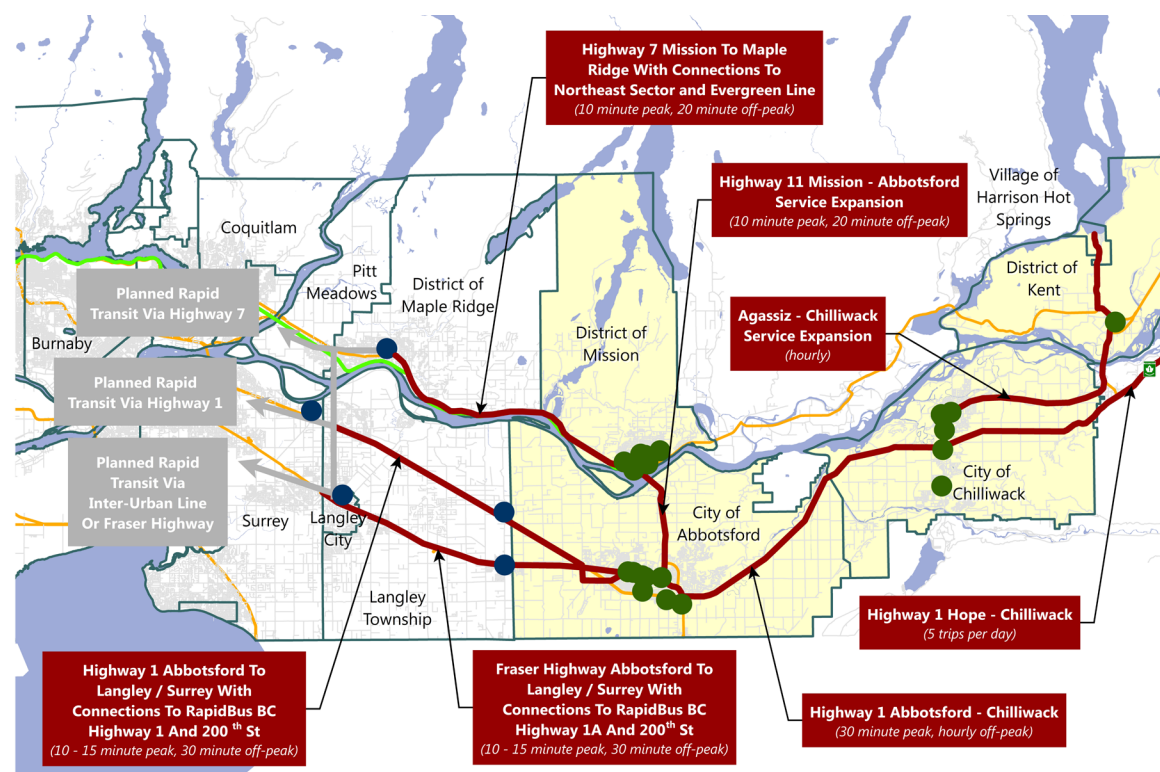 Highway 7 Mission To Maple
Ridge With Connections To
Northeast Sector and Evergreen Line
(10 minute peak, 20 minute off-peak)
Highway 11 Mission - Abbotsford
Service Expansion
(10 minute peak, 20 minute off-peak)
Village of
Harrison Hot
Springs
Coquitlam
Pitt
Meadows
District of
Maple Ridge
District of
Kent
Planned Rapid
Transit Via Highway 7
Agassiz - Chilliwack
Service Expansion
(hourly)
Burnaby
District of
Mission
Planned Rapid
Transit Via Highway 1
Planned Rapid
Transit Via
Inter-Urban Line
Or Fraser Highway
Surrey
Langley
City
City of
Abbotsford
City of
Chilliwack
Langley
Township
Highway 1 Hope - Chilliwack
(5 trips per day)
Highway 1 Abbotsford To
Langley / Surrey With
Connections To RapidBus BC
Highway 1 And 200 th St
(10 - 15 minute peak, 30 minute off-peak)
Fraser Highway Abbotsford To
Langley / Surrey With
Connections To RapidBus BC
Highway 1A And 200th St
(10 - 15 minute peak, 30 minute off-peak)
Highway 1 Abbotsford - Chilliwack
(30 minute peak, hourly off-peak)